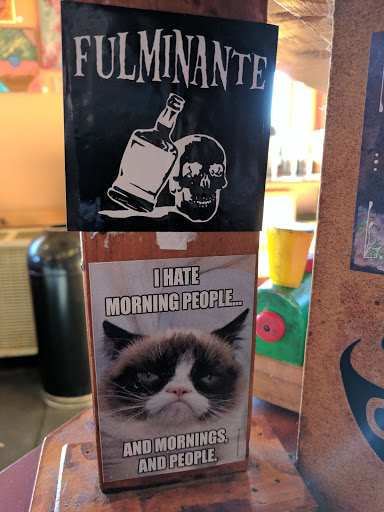 FULMINANTE
I HATE
MORNING PEOPLE...
AND MORNINGS.
AND PEOPLE.